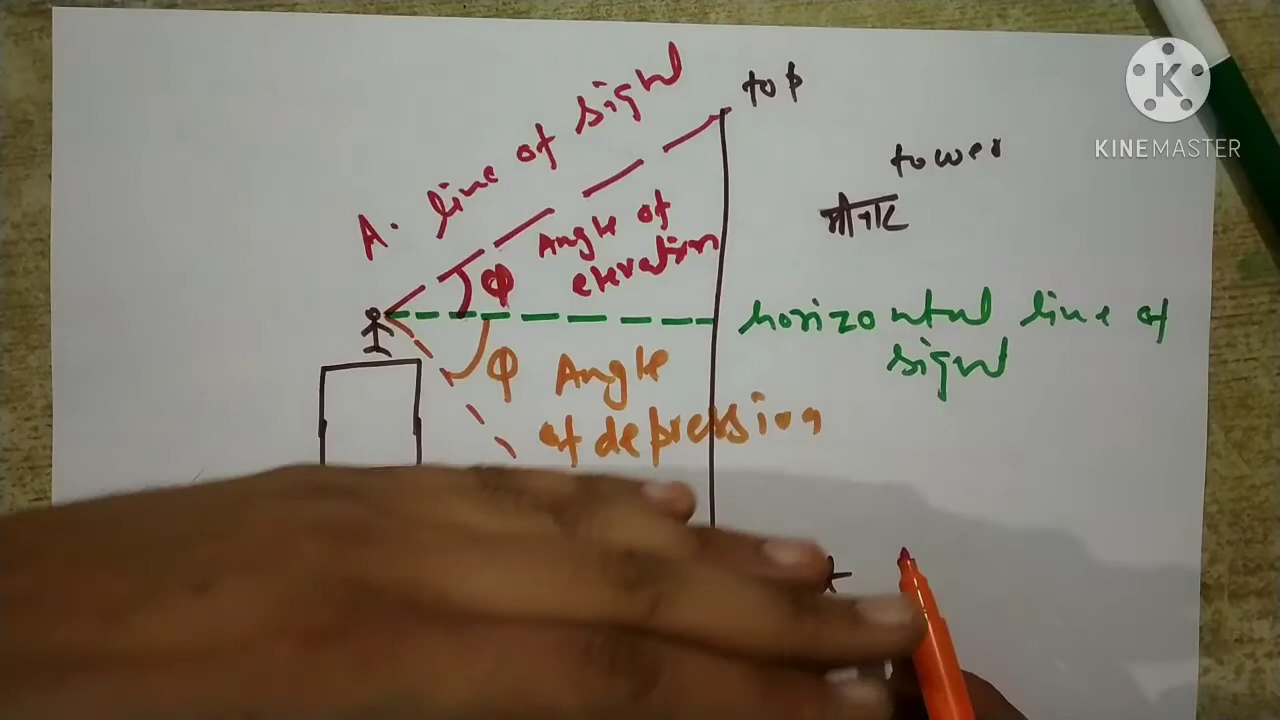 top
A. line of sight
tower
मीनार
Angle of
elevation
φ
horizontal line of
sight
φ Angle
of depression
KINEMASTER